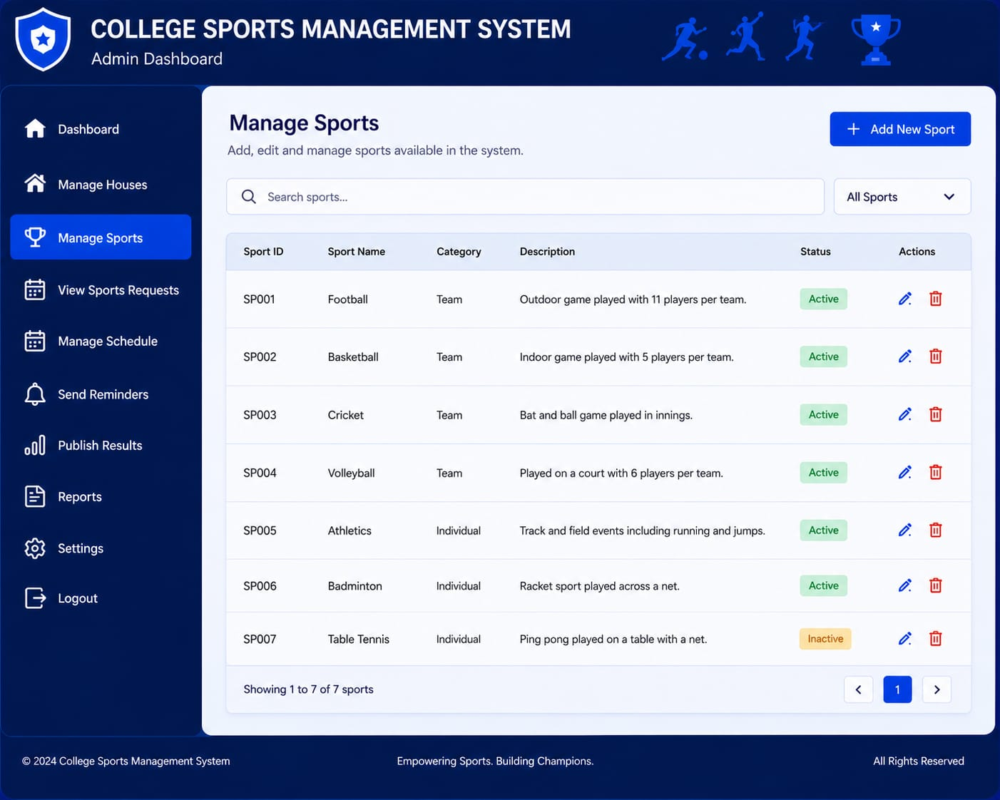 COLLEGE SPORTS MANAGEMENT SYSTEM
Admin Dashboard
Dashboard
Manage Houses
Manage Sports
View Sports Requests
Manage Schedule
Send Reminders
Publish Results
Reports
Settings
Logout
Manage Sports
Add, edit and manage sports available in the system.
+ Add New Sport
Search sports...
All Sports
Sport ID Sport Name Category Description Status Actions
SP001 Football Team Outdoor game played with 11 players per team. Active
SP002 Basketball Team Indoor game played with 5 players per team. Active
SP003 Cricket Team Bat and ball game played in innings. Active
SP004 Volleyball Team Played on a court with 6 players per team. Active
SP005 Athletics Individual Track and field events including running and jumps. Active
SP006 Badminton Individual Racket sport played across a net. Active
SP007 Table Tennis Individual Ping pong played on a table with a net. Inactive
Showing 1 to 7 of 7 sports
1
© 2024 College Sports Management System
Empowering Sports. Building Champions.
All Rights Reserved